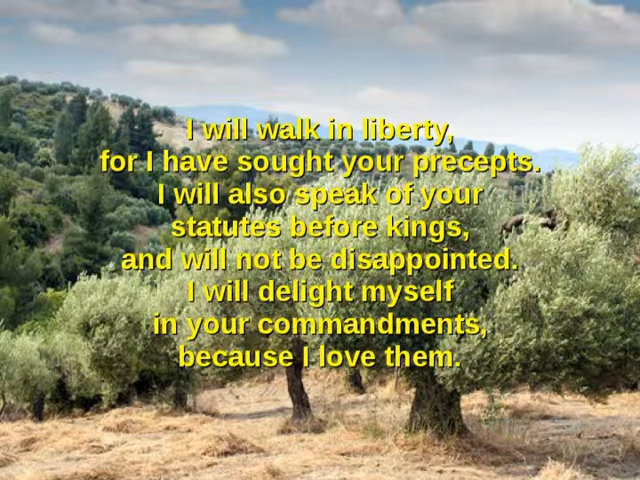 I will walk in liberty,
for I have sought your precepts.
I will also speak of your
statutes before kings,
and will not be disappointed.
I will delight myself
in your commandments,
because I love them.